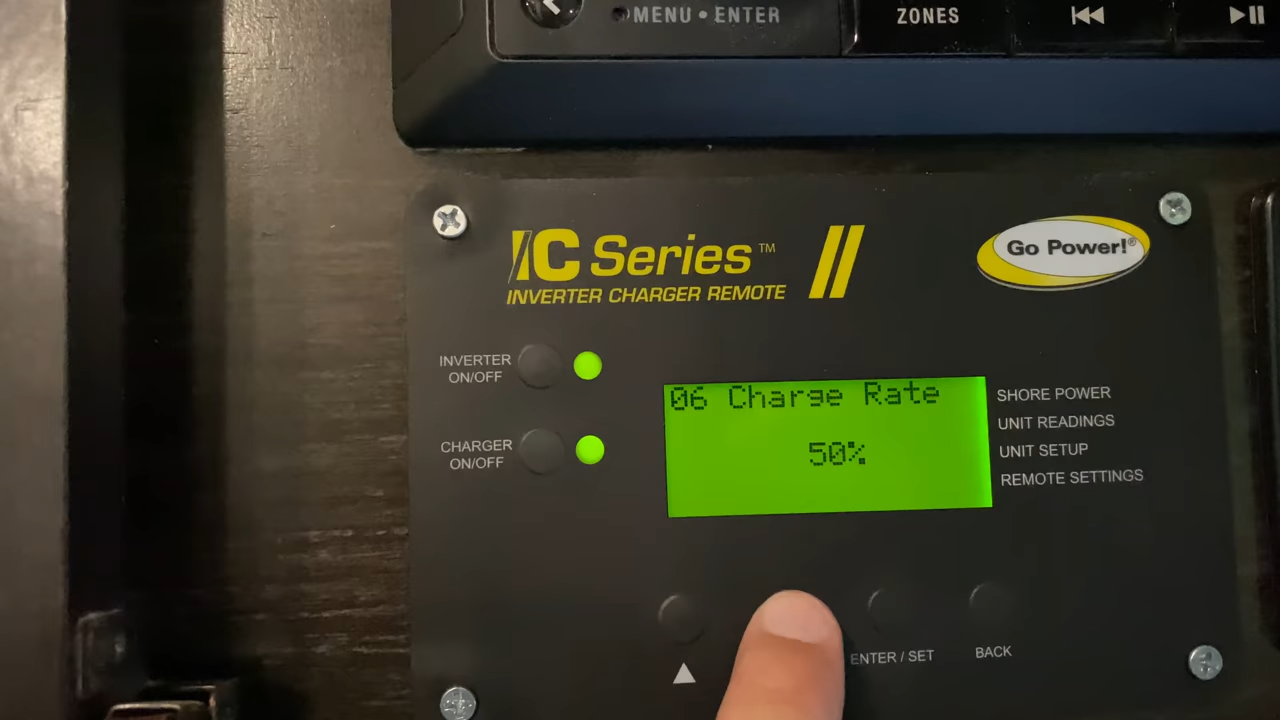 MENU • ENTER
ZONES
IC Series™ II
INVERTER CHARGER REMOTE
Go Power!®
INVERTER
ON/OFF
CHARGER
ON/OFF
06 Charge Rate
50%
SHORE POWER
UNIT READINGS
UNIT SETUP
REMOTE SETTINGS
ENTER / SET
BACK